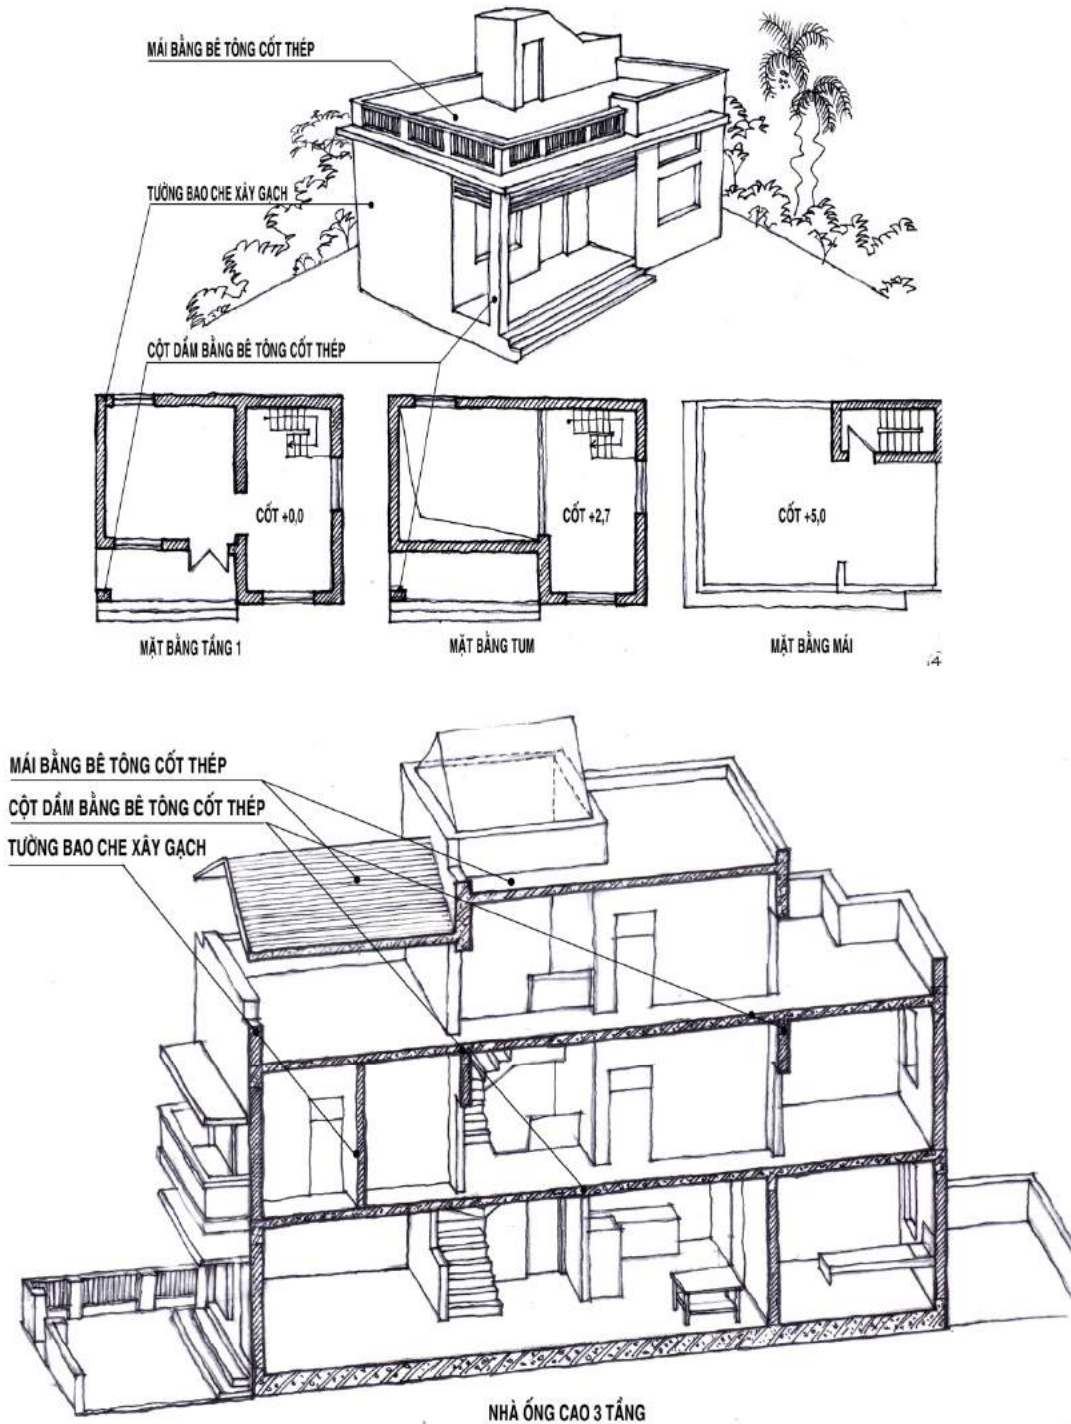 MÁI BẰNG BÊ TÔNG CỐT THÉP
TƯỜNG BAO CHE XÂY GẠCH
CỘT DẦM BẰNG BÊ TÔNG CỐT THÉP
CỐT +0,0
CỐT +2,7
CỐT +5,0
MẶT BẰNG TẦNG 1
MẶT BẰNG TUM
MẶT BẰNG MÁI
MÁI BẰNG BÊ TÔNG CỐT THÉP
CỘT DẦM BẰNG BÊ TÔNG CỐT THÉP
TƯỜNG BAO CHE XÂY GẠCH
NHÀ ỐNG CAO 3 TẦNG